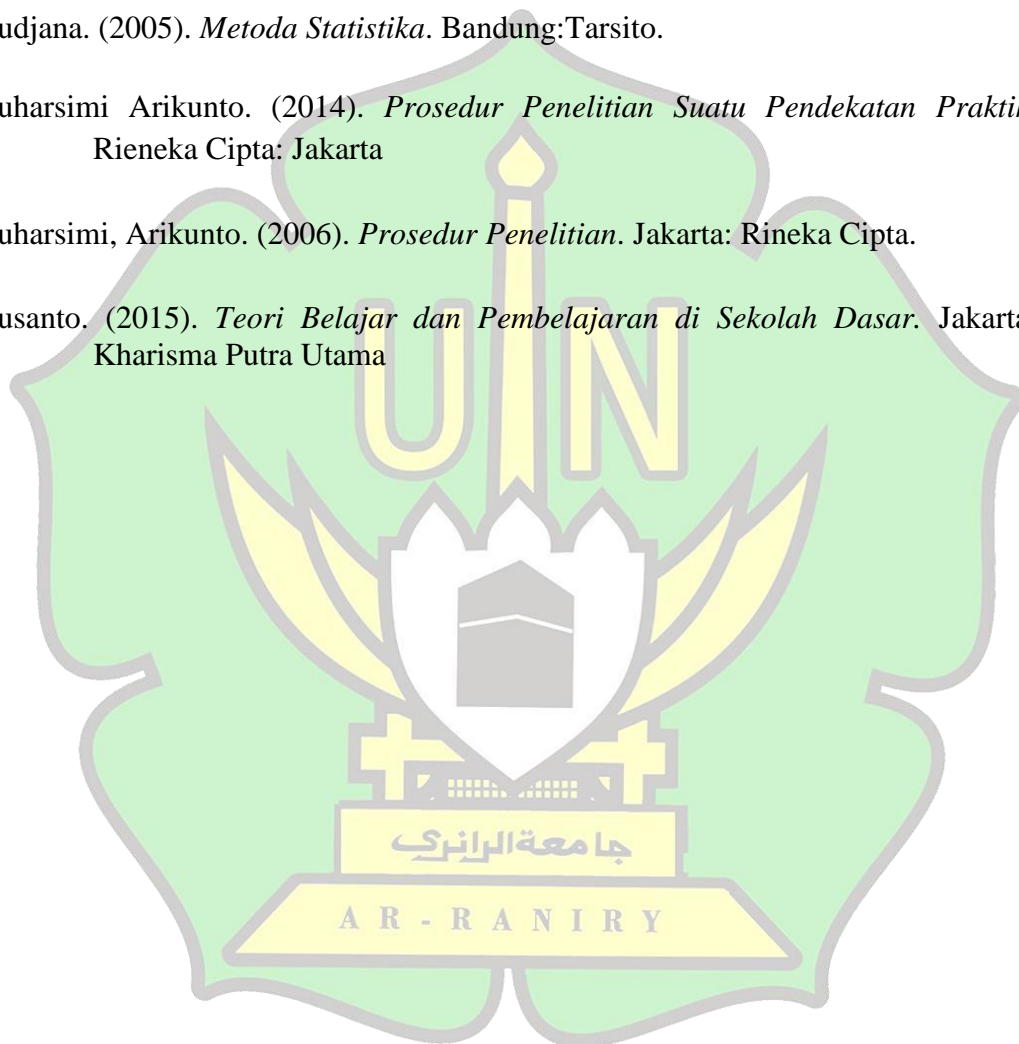 udjana. (2005). Metoda Statistika. Bandung:Tarsito.
uharsimi Arikunto. (2014). Prosedur Penelitian Suatu Pendekatan Praktik
Rieneka Cipta: Jakarta
uharsimi, Arikunto. (2006). Prosedur Penelitian. Jakarta: Rineka Cipta.
usanto. (2015). Teori Belajar dan Pembelajaran di Sekolah Dasar. Jakarta
Kharisma Putra Utama
UIN
جامعة الرانري
AR-RANIRY